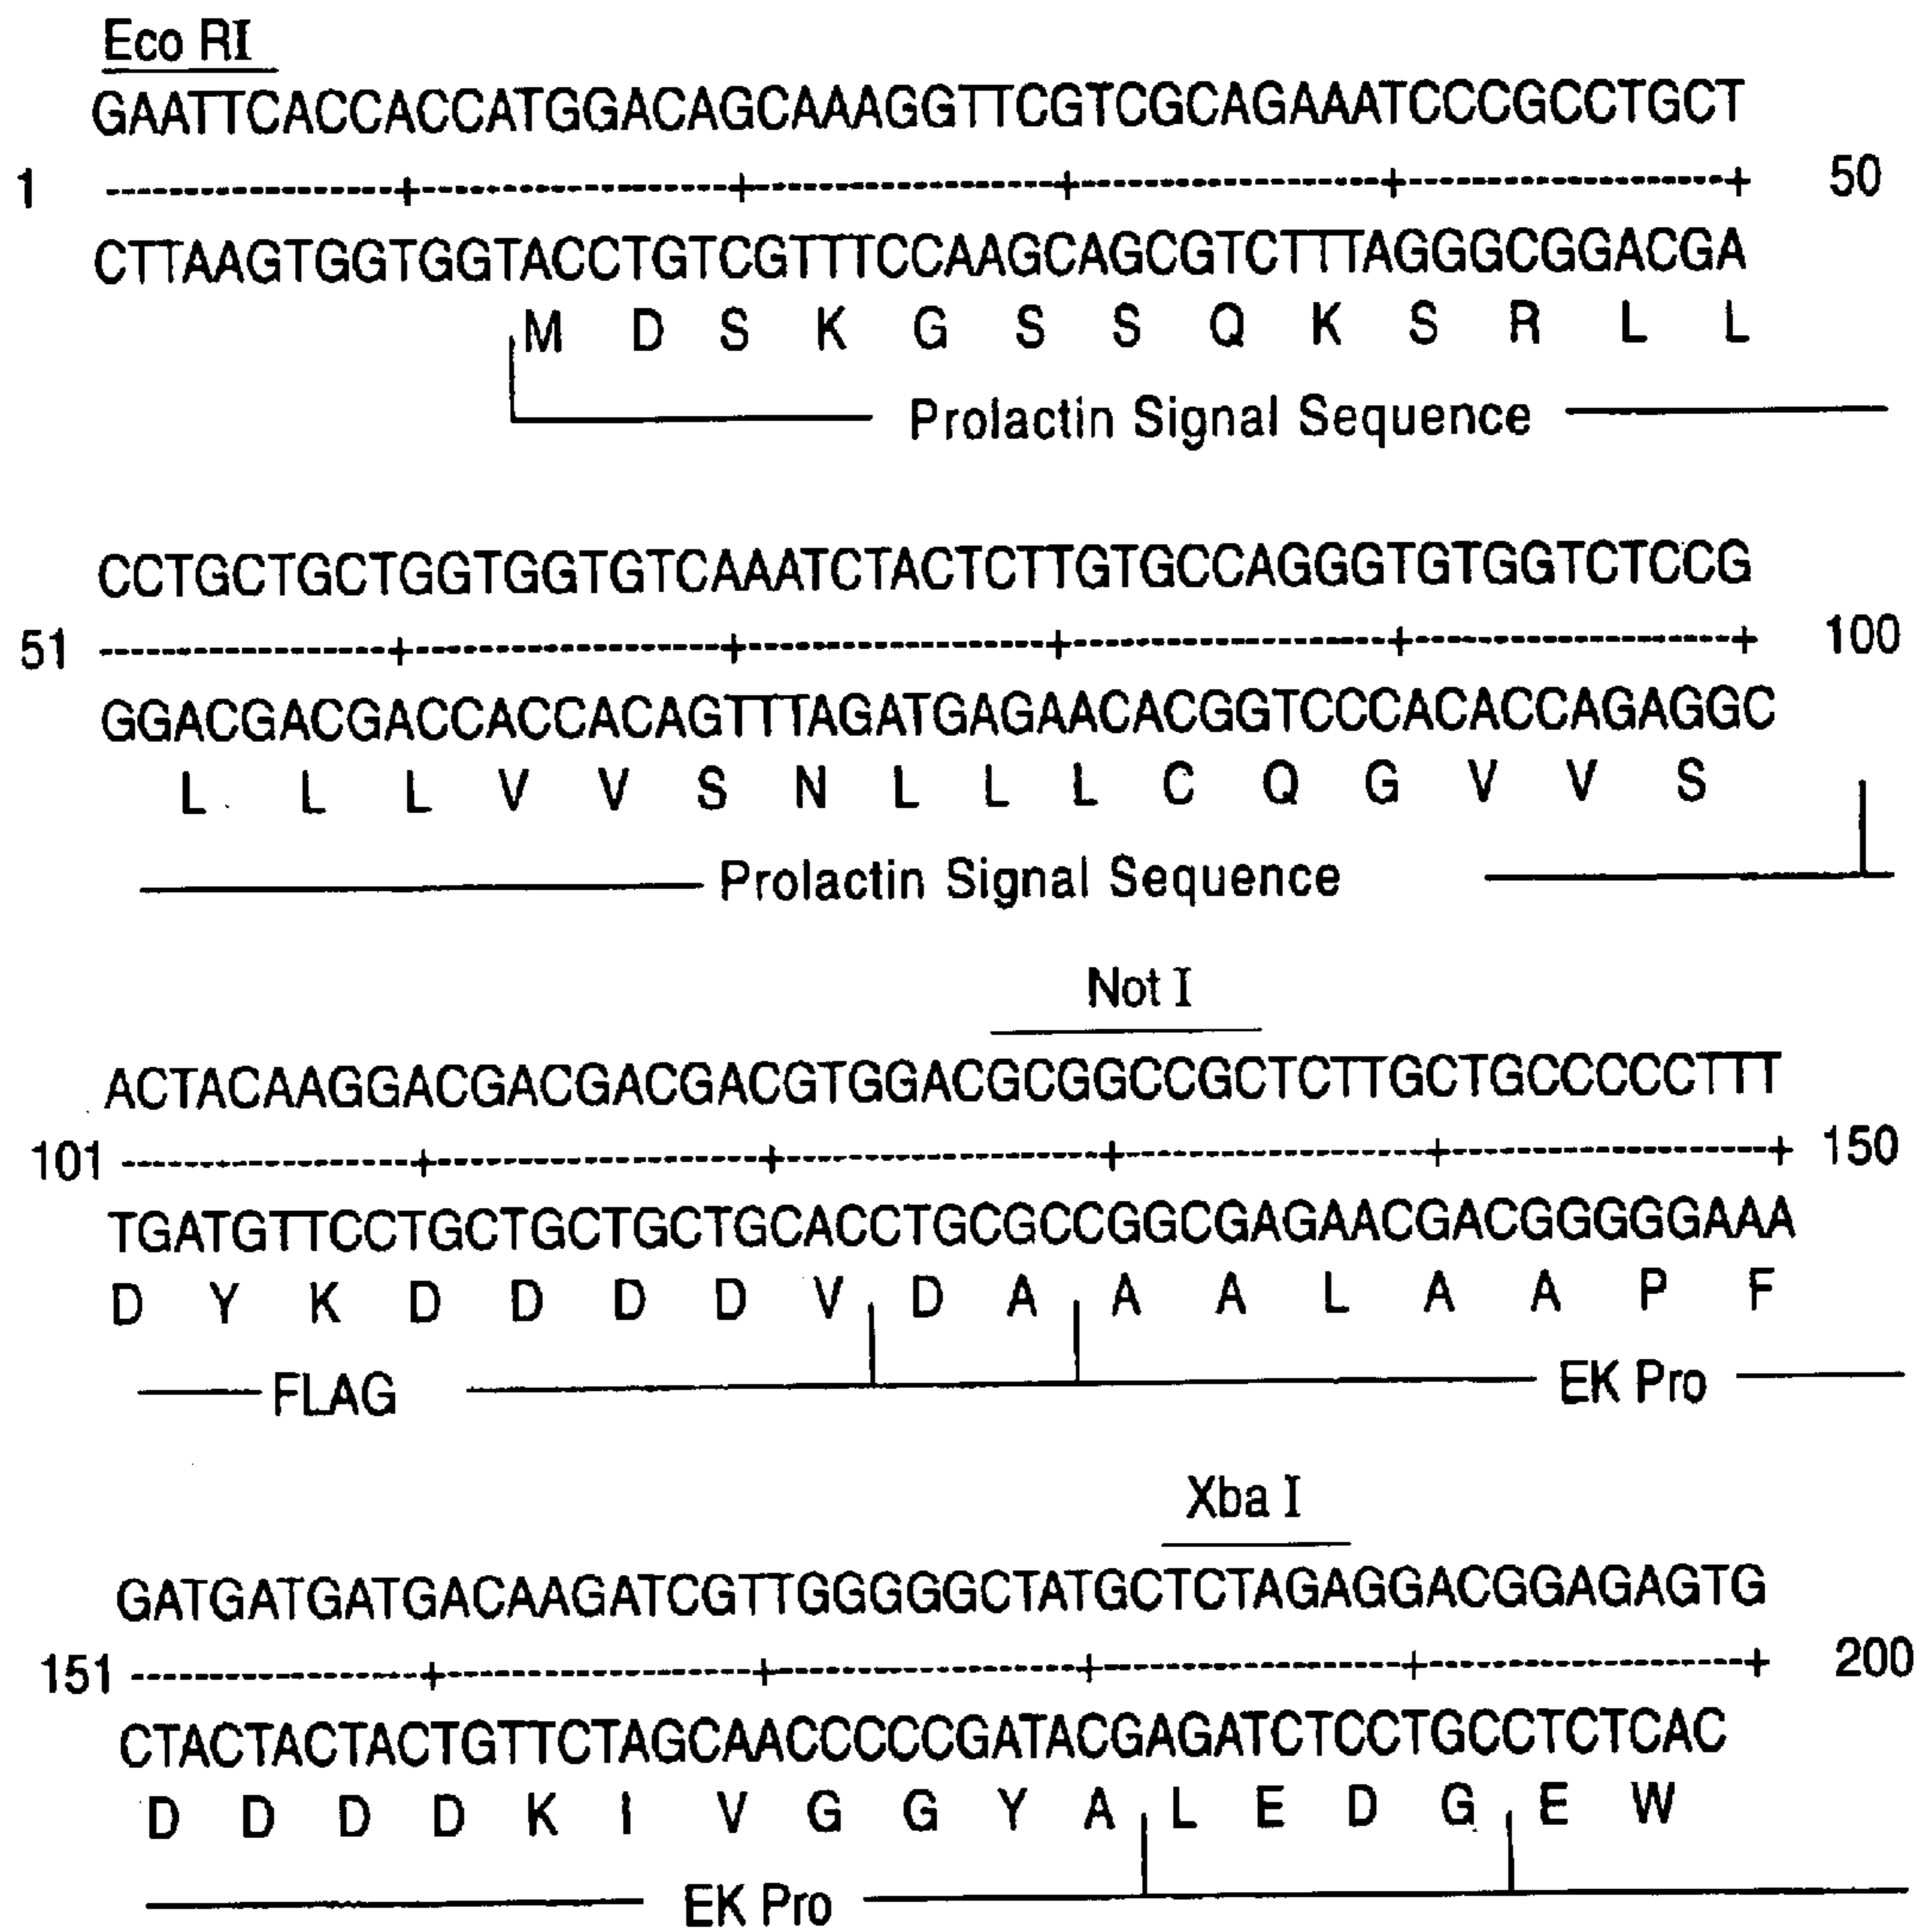 Eco RI
GAATTCACCACCATGGACAGCAAAGGTTCGTCGCAGAAATCCCGCCTGCT
1 ---------+---------+---------+---------+---------+ 50
CTTAAGTGGTGGTACCTGTCGTTTCCAAGCAGCGTCTTTAGGGCGGACGA
M D S K G S S Q K S R L L
Prolactin Signal Sequence
CCTGCTGCTGGTGGTGTCAAATCTACTCTTGTGCCAGGGTGTGGTCTCCG
51 ---------+---------+---------+---------+---------+ 100
GGACGACGACCACCACAGTTTAGATGAGAACACGGTCCCACACCAGAGGC
L L L V V S N L L L C Q G V V S
Prolactin Signal Sequence
Not I
ACTACAAGGACGACGACGACGTGGACGCGGCCGCTCTTGCTGCCCCCTTT
101 ---------+---------+---------+---------+---------+ 150
TGATGTTCCTGCTGCTGCTGCACCTGCGCCGGCGAGAACGACGGGGGAAA
D Y K D D D D V D A A A L A A P F
FLAG EK Pro
Xba I
GATGATGATGACAAGATCGTTGGGGGCTATGCTCTAGAGGACGGAGAGTG
151 ---------+---------+---------+---------+---------+ 200
CTACTACTACTGTTCTAGCAACCCCCGATACGAGATCTCCTGCCTCTCAC
D D D D K I V G G Y A L E D G E W
EK Pro